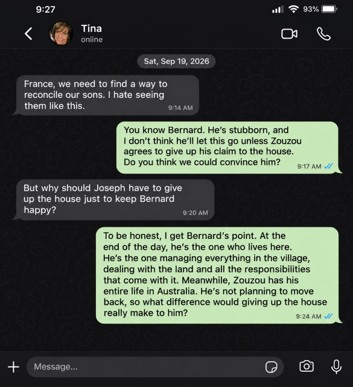 9:27
93%
Tina
online
Sat, Sep 19, 2026
France, we need to find a way to
reconcile our sons. I hate seeing
them like this.
9:14 AM
You know Bernard. He's stubborn, and
I don't think he'll let this go unless Zouzou
agrees to give up his claim to the house.
Do you think we could convince him?
9:17 AM
But why should Joseph have to give
up the house just to keep Bernard
happy?
9:20 AM
To be honest, I get Bernard's point. At the
end of the day, he's the one who lives here.
He's the one managing everything in the village,
dealing with the land and all the responsibilities
that come with it. Meanwhile, Zouzou has his
entire life in Australia. He's not planning to move
back, so what difference would giving up the house
really make to him?
9:24 AM
Message...